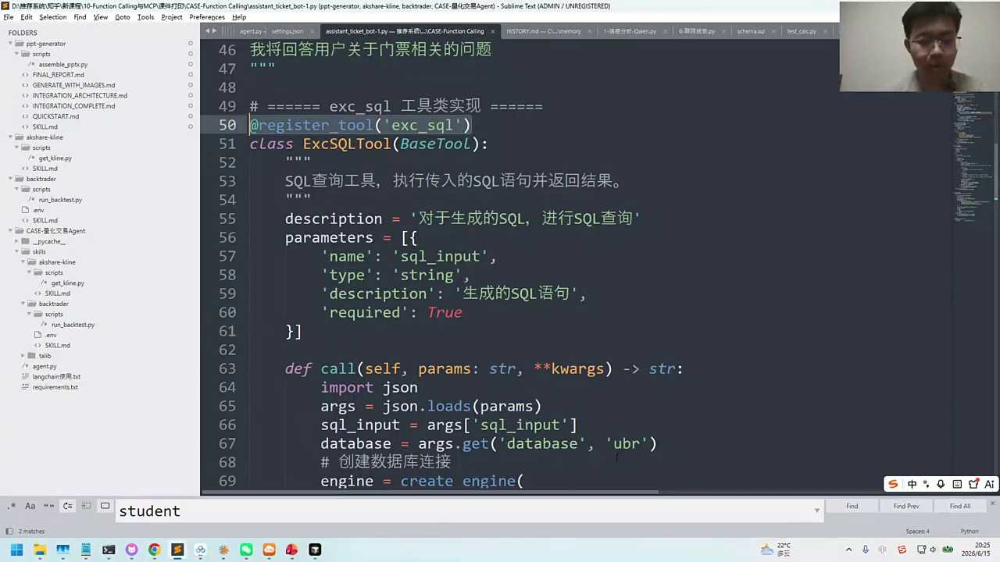 D:\推荐系统\知乎\新课程\10-Function Calling与MCP\课件打印\CASE-Function Calling\assistant_ticket_bot-1.py (ppt-generator, akshare-kline, backtrader, CASE-量化交易Agent) - Sublime Text (ADMIN / UNREGISTERED)
File Edit Selection Find View Goto Tools Project Preferences Help
agent.py settings.json assistant_ticket_bot-1.py — 推荐系统\...\CASE-Function Calling HISTORY.md — C:\...\memory 1-情感分析-Qwen.py 6-联网搜索.py schema.sql test_calc.py
FOLDERS
ppt-generator
scripts
assemble_pptx.py
FINAL_REPORT.md
GENERATE_WITH_IMAGES.md
INTEGRATION_ARCHITECTURE.md
INTEGRATION_COMPLETE.md
QUICKSTART.md
SKILL.md
akshare-kline
scripts
get_kline.py
SKILL.md
backtrader
scripts
run_backtest.py
.env
SKILL.md
CASE-量化交易Agent
__pycache__
skills
akshare-kline
scripts
get_kline.py
SKILL.md
backtrader
scripts
run_backtest.py
.env
SKILL.md
talib
agent.py
langchain使用.txt
requirements.txt
46 我将回答用户关于门票相关的问题
47 """
48
49 # ====== exc_sql 工具类实现 ======
50 @register_tool('exc_sql')
51 class ExcSQLTool(BaseTool):
52 """
53 SQL查询工具，执行传入的SQL语句并返回结果。
54 """
55 description = '对于生成的SQL，进行SQL查询'
56 parameters = [{
57 'name': 'sql_input',
58 'type': 'string',
59 'description': '生成的SQL语句',
60 'required': True
61 }]
62
63 def call(self, params: str, **kwargs) -> str:
64 import json
65 args = json.loads(params)
66 sql_input = args['sql_input']
67 database = args.get('database', 'ubr')
68 # 创建数据库连接
69 engine = create_engine(
中
.* Aa student Find Find Prev Find All
2 matches Spaces: 4 Python
22°C
多云
20:25
2026/6/15